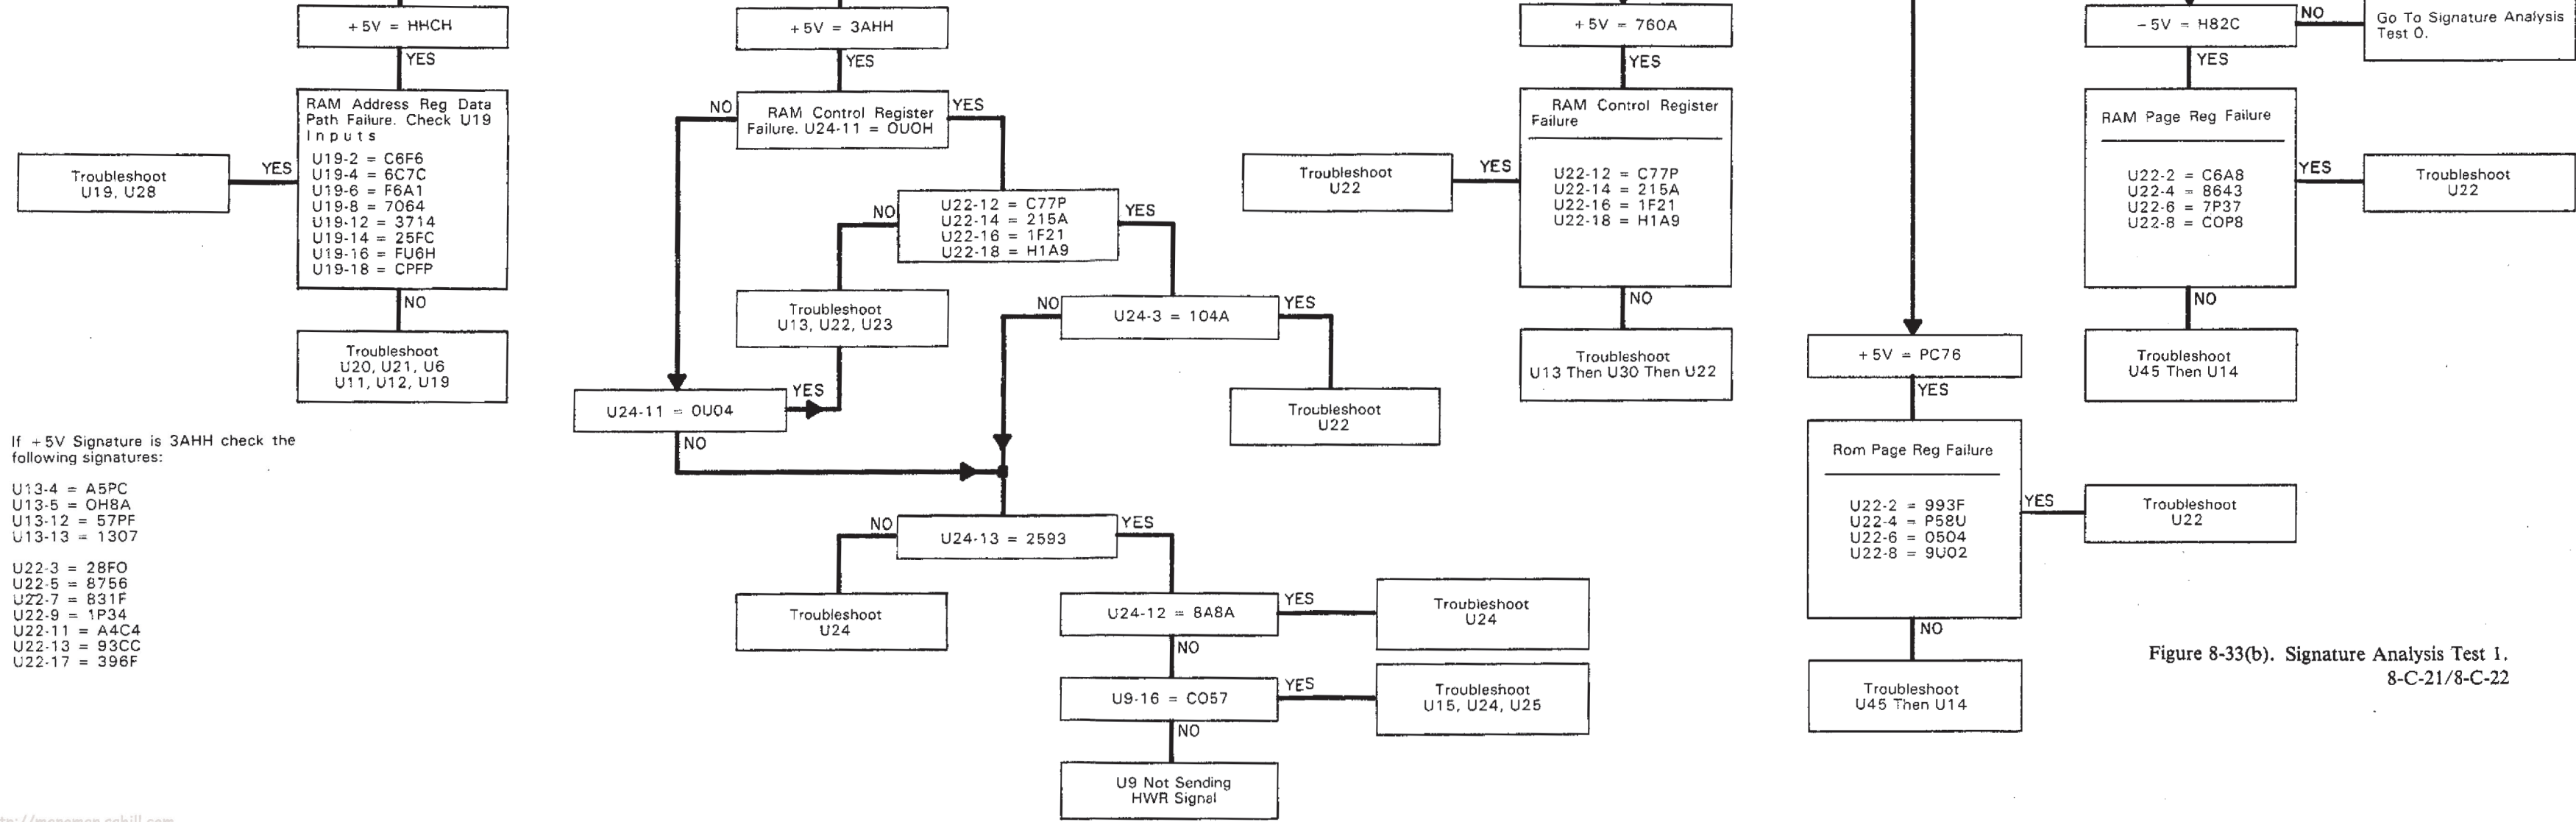 +5V = HHCH
YES
RAM Address Reg Data
Path Failure. Check U19
Inputs
U19-2 = C6F6
U19-4 = 6C7C
U19-6 = F6A1
U19-8 = 7064
U19-12 = 3714
U19-14 = 25FC
U19-16 = FU6H
U19-18 = CPFP
YES
Troubleshoot
U19, U28
NO
Troubleshoot
U20, U21, U6
U11, U12, U19
If +5V Signature is 3AHH check the
following signatures:
U13-4 = A5PC
U13-5 = OH8A
U13-12 = 57PF
U13-13 = 1307
U22-3 = 28FO
U22-5 = 8756
U22-7 = 831F
U22-9 = 1P34
U22-11 = A4C4
U22-13 = 93CC
U22-17 = 396F
+5V = 3AHH
YES
NO
RAM Control Register
Failure. U24-11 = OUOH
YES
NO
U22-12 = C77P
U22-14 = 215A
U22-16 = 1F21
U22-18 = H1A9
YES
Troubleshoot
U13, U22, U23
NO
U24-3 = 104A
YES
U24-11 = OU04
YES
NO
Troubleshoot
U22
NO
U24-13 = 2593
YES
Troubleshoot
U24
U24-12 = 8A8A
YES
Troubleshoot
U24
NO
U9-16 = CO57
YES
Troubleshoot
U15, U24, U25
NO
U9 Not Sending
HWR Signal
+5V = 760A
YES
RAM Control Register
Failure
U22-12 = C77P
U22-14 = 215A
U22-16 = 1F21
U22-18 = H1A9
YES
Troubleshoot
U22
NO
Troubleshoot
U13 Then U30 Then U22
+5V = PC76
YES
Rom Page Reg Failure
U22-2 = 993F
U22-4 = P58U
U22-6 = 0504
U22-8 = 9U02
YES
Troubleshoot
U22
NO
Troubleshoot
U45 Then U14
-5V = H82C
NO
Go To Signature Analysis
Test O.
YES
RAM Page Reg Failure
U22-2 = C6A8
U22-4 = 8643
U22-6 = 7P37
U22-8 = COP8
YES
Troubleshoot
U22
NO
Troubleshoot
U45 Then U14
Figure 8-33(b). Signature Analysis Test 1.
8-C-21/8-C-22